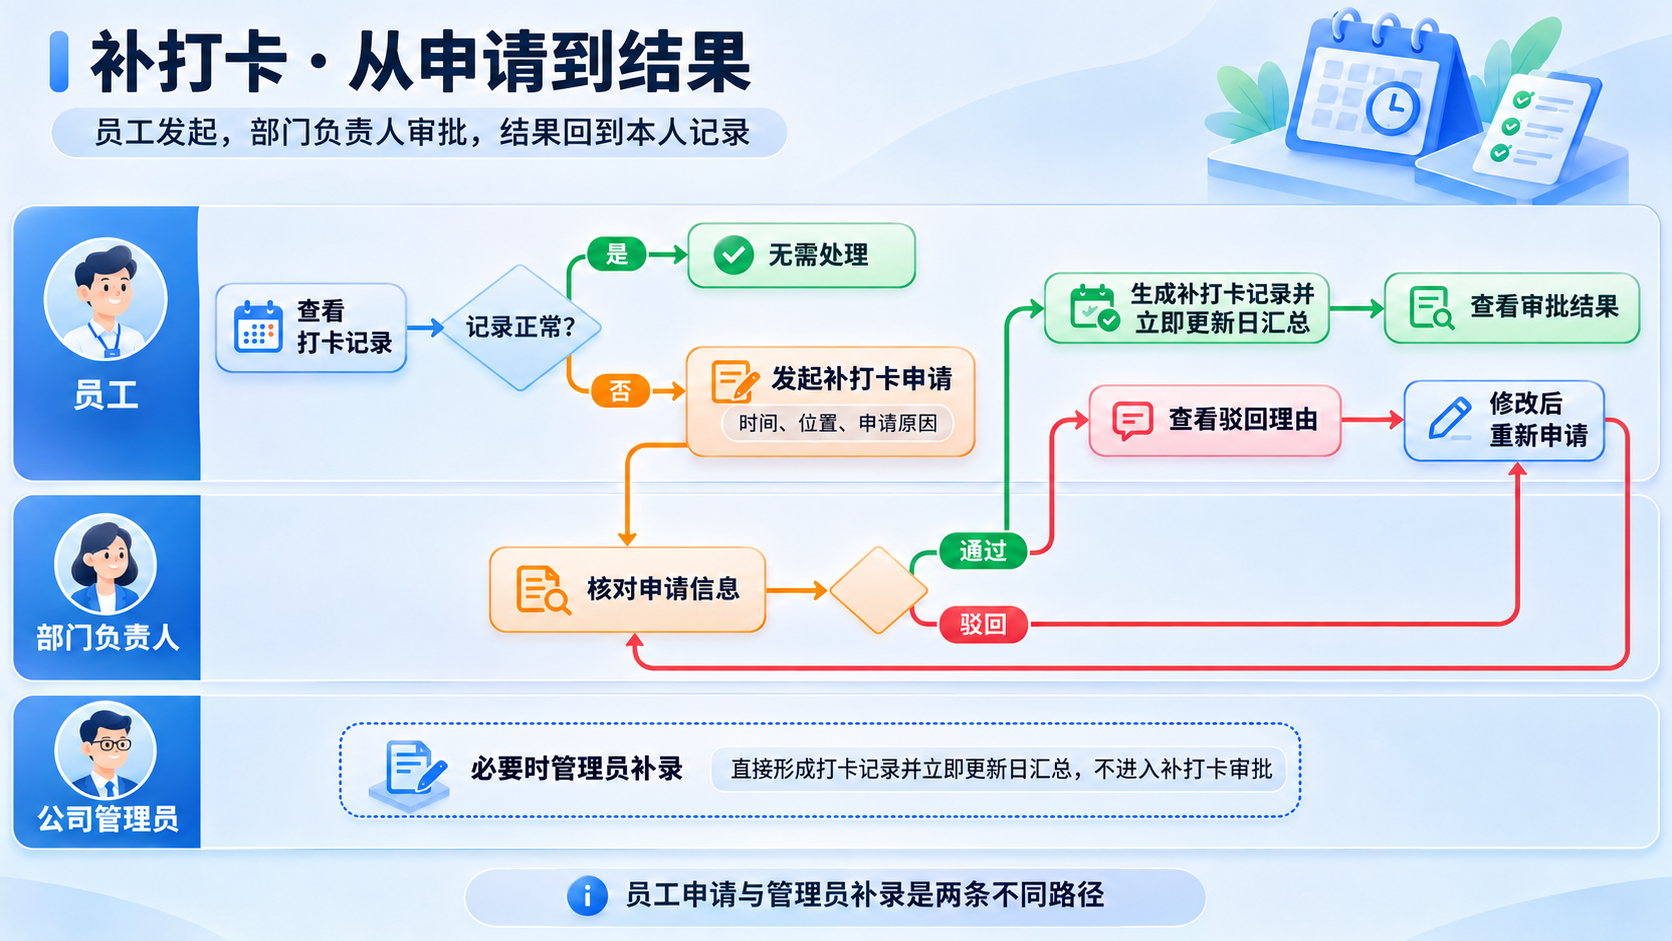 补打卡·从申请到结果
员工发起，部门负责人审批，结果回到本人记录
员工
查看
打卡记录
记录正常？
是
无需处理
否
发起补打卡申请
时间、位置、申请原因
生成补打卡记录并
立即更新日汇总
查看审批结果
查看驳回理由
修改后
重新申请
部门负责人
核对申请信息
通过
驳回
公司管理员
必要时管理员补录
直接形成打卡记录并立即更新日汇总，不进入补打卡审批
员工申请与管理员补录是两条不同路径